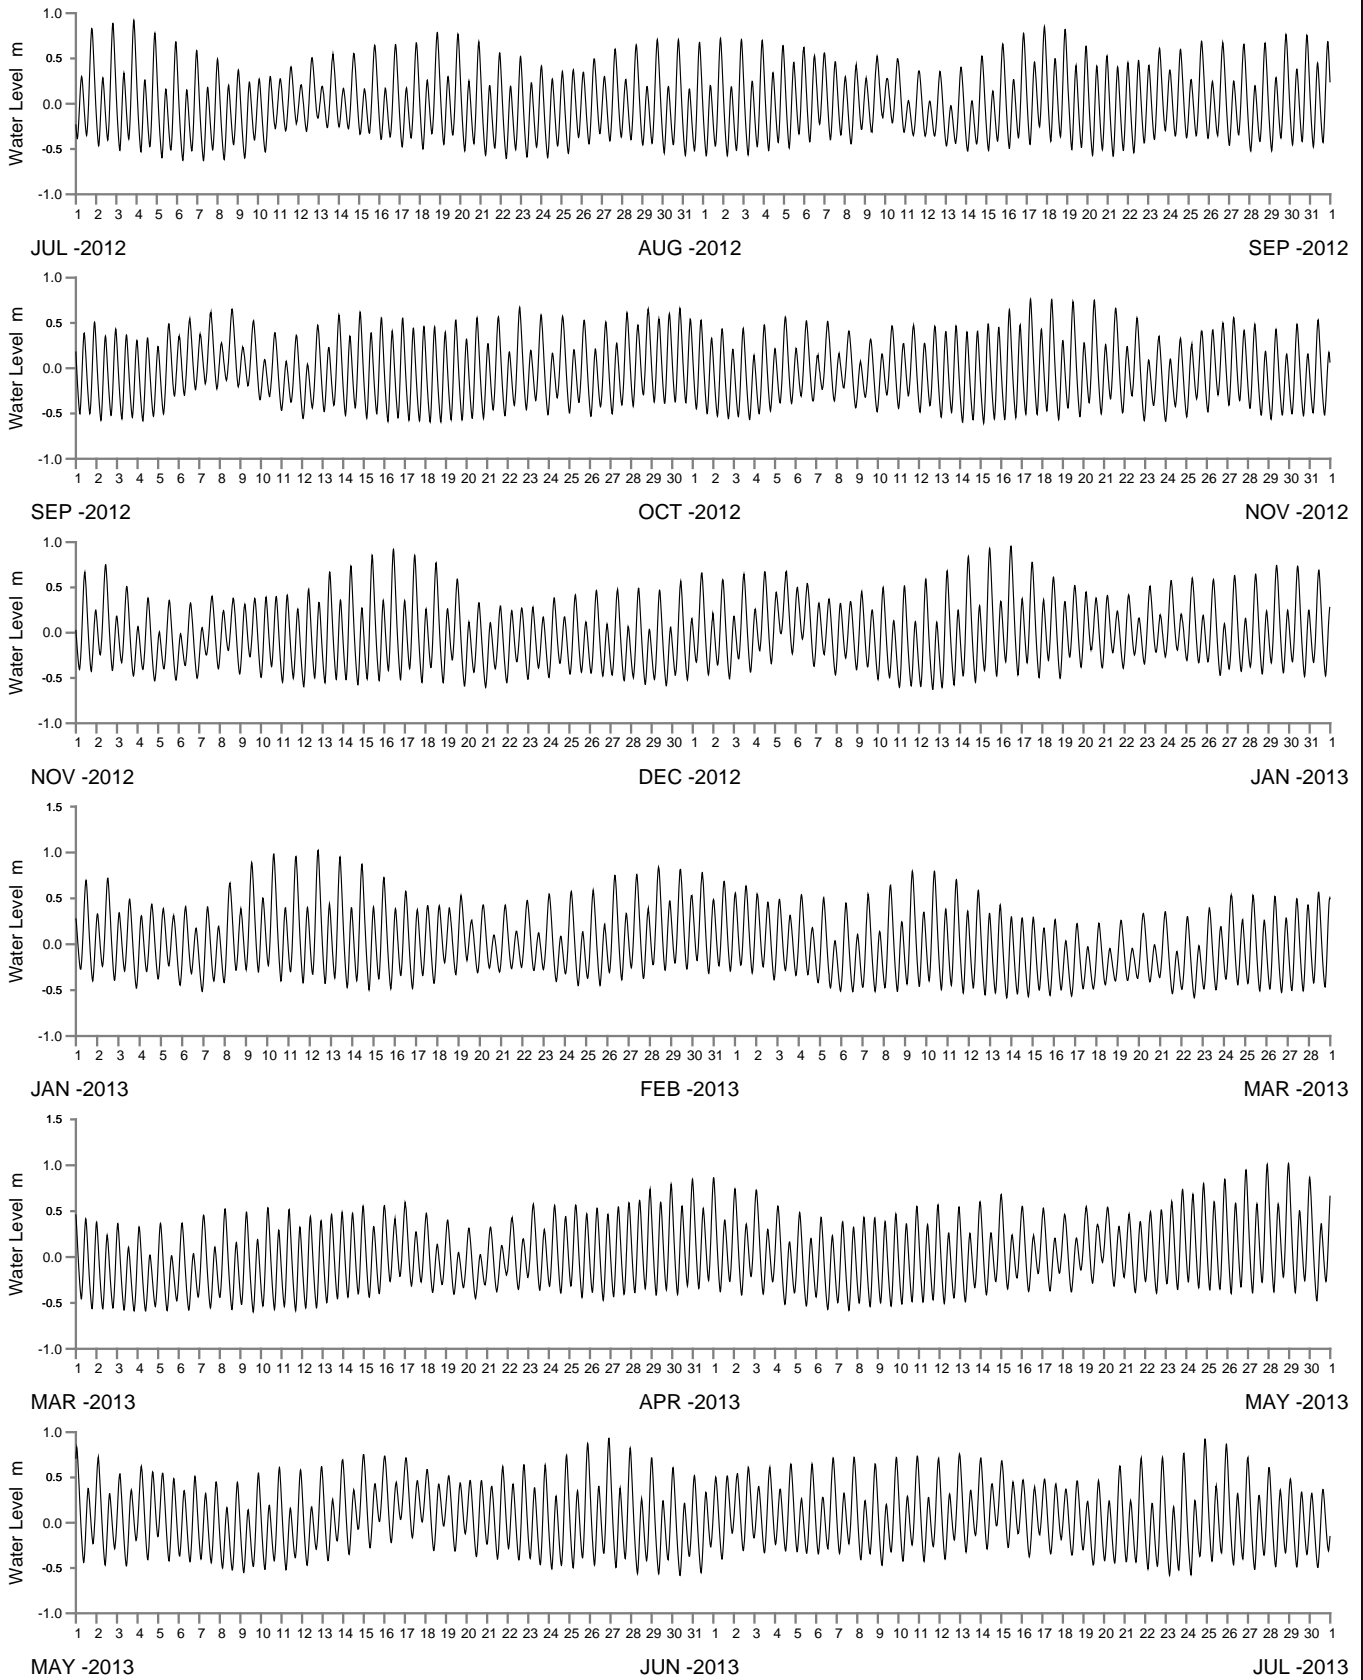 1.0
0.5
0.0
-0.5
-1.0
Water Level m
1 2 3 4 5 6 7 8 9 10 11 12 13 14 15 16 17 18 19 20 21 22 23 24 25 26 27 28 29 30 31 1 2 3 4 5 6 7 8 9 10 11 12 13 14 15 16 17 18 19 20 21 22 23 24 25 26 27 28 29 30 31 1
JUL -2012 AUG -2012 SEP -2012
1.0
0.5
0.0
-0.5
-1.0
Water Level m
1 2 3 4 5 6 7 8 9 10 11 12 13 14 15 16 17 18 19 20 21 22 23 24 25 26 27 28 29 30 1 2 3 4 5 6 7 8 9 10 11 12 13 14 15 16 17 18 19 20 21 22 23 24 25 26 27 28 29 30 31 1
SEP -2012 OCT -2012 NOV -2012
1.0
0.5
0.0
-0.5
-1.0
Water Level m
1 2 3 4 5 6 7 8 9 10 11 12 13 14 15 16 17 18 19 20 21 22 23 24 25 26 27 28 29 30 1 2 3 4 5 6 7 8 9 10 11 12 13 14 15 16 17 18 19 20 21 22 23 24 25 26 27 28 29 30 31 1
NOV -2012 DEC -2012 JAN -2013
1.5
1.0
0.5
0.0
-0.5
-1.0
Water Level m
1 2 3 4 5 6 7 8 9 10 11 12 13 14 15 16 17 18 19 20 21 22 23 24 25 26 27 28 29 30 31 1 2 3 4 5 6 7 8 9 10 11 12 13 14 15 16 17 18 19 20 21 22 23 24 25 26 27 28 1
JAN -2013 FEB -2013 MAR -2013
1.5
1.0
0.5
0.0
-0.5
-1.0
Water Level m
1 2 3 4 5 6 7 8 9 10 11 12 13 14 15 16 17 18 19 20 21 22 23 24 25 26 27 28 29 30 31 1 2 3 4 5 6 7 8 9 10 11 12 13 14 15 16 17 18 19 20 21 22 23 24 25 26 27 28 29 30 1
MAR -2013 APR -2013 MAY -2013
1.0
0.5
0.0
-0.5
-1.0
Water Level m
1 2 3 4 5 6 7 8 9 10 11 12 13 14 15 16 17 18 19 20 21 22 23 24 25 26 27 28 29 30 31 1 2 3 4 5 6 7 8 9 10 11 12 13 14 15 16 17 18 19 20 21 22 23 24 25 26 27 28 29 30 1
MAY -2013 JUN -2013 JUL -2013